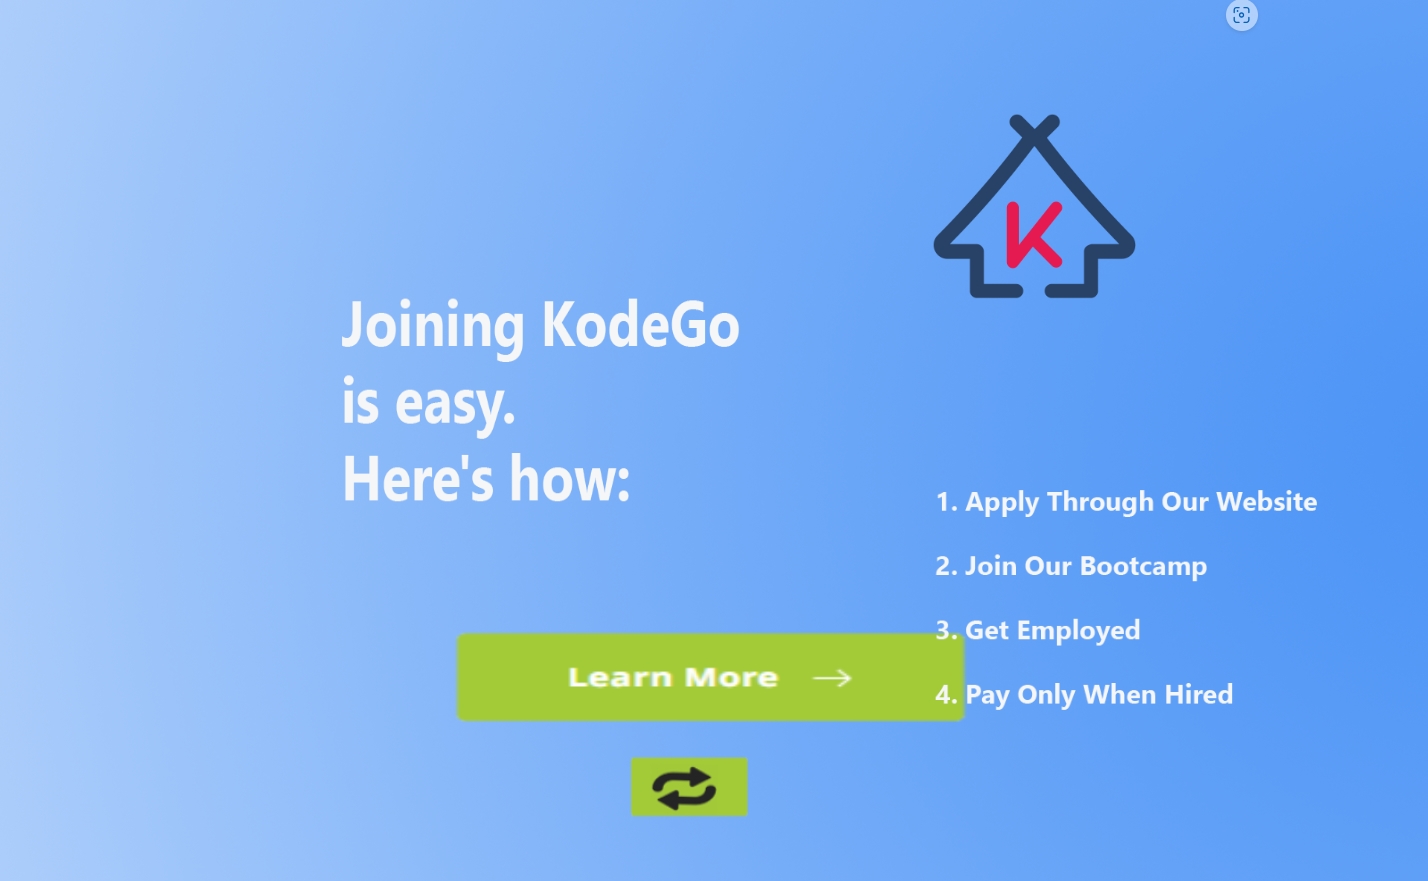 K
Joining KodeGo
is easy.
Here's how:
1. Apply Through Our Website
2. Join Our Bootcamp
3. Get Employed
4. Pay Only When Hired
Learn More